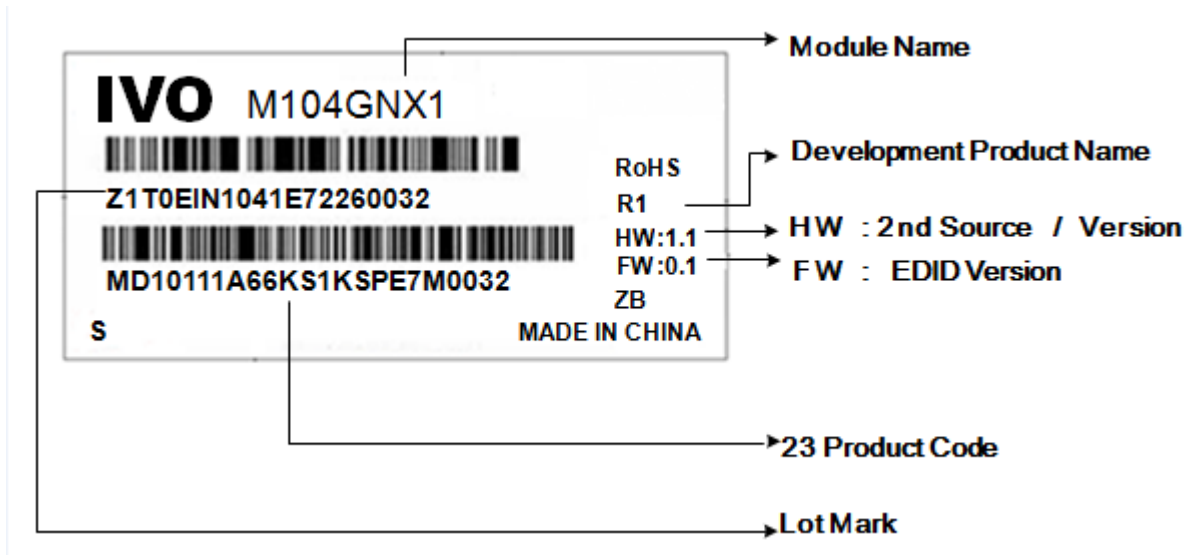 Module Name
IVO M104GNX1
Development Product Name
RoHS
Z1T0EIN1041E72260032
R1
HW:1.1
HW : 2nd Source / Version
FW:0.1
FW : EDID Version
MD10111A66KS1KSPE7M0032
ZB
S
MADE IN CHINA
23 Product Code
Lot Mark